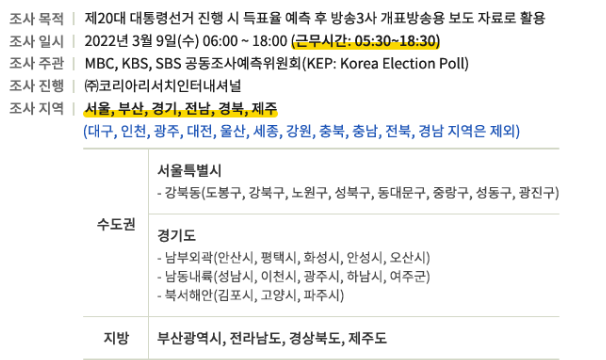 조사 목적 | 제20대 대통령선거 진행 시 득표율 예측 후 방송3사 개표방송용 보도 자료로 활용
조사 일시 | 2022년 3월 9일(수) 06:00 ~ 18:00 (근무시간: 05:30~18:30)
조사 주관 | MBC, KBS, SBS 공동조사예측위원회(KEP: Korea Election Poll)
조사 진행 | ㈜코리아리서치인터내셔널
조사 지역 | 서울, 부산, 경기, 전남, 경북, 제주
(대구, 인천, 광주, 대전, 울산, 세종, 강원, 충북, 충남, 전북, 경남 지역은 제외)
수도권
서울특별시
- 강북동(도봉구, 강북구, 노원구, 성북구, 동대문구, 중랑구, 성동구, 광진구)
경기도
- 남부외곽(안산시, 평택시, 화성시, 안성시, 오산시)
- 남동내륙(성남시, 이천시, 광주시, 하남시, 여주군)
- 북서해안(김포시, 고양시, 파주시)
지방
부산광역시, 전라남도, 경상북도, 제주도